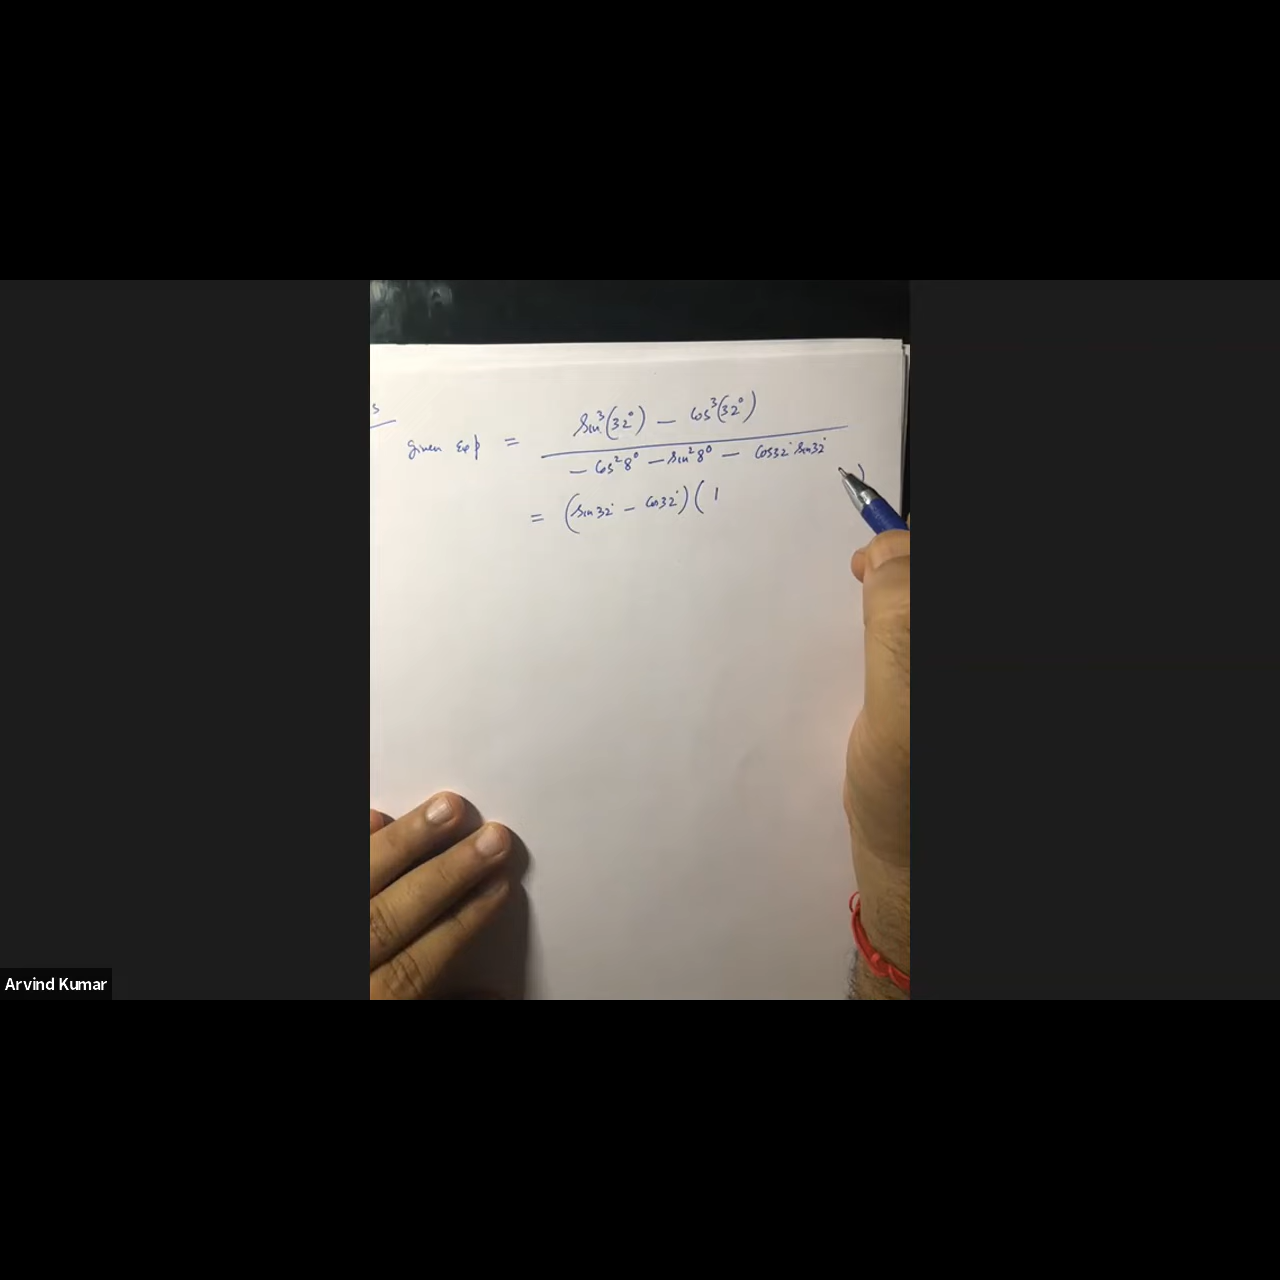 s
Given Exp = sin³(32°) – cos³(32°)
– cos²8° – sin²8° – cos32° sin32°
= (sin32° – cos32°)(1 )
Arvind Kumar